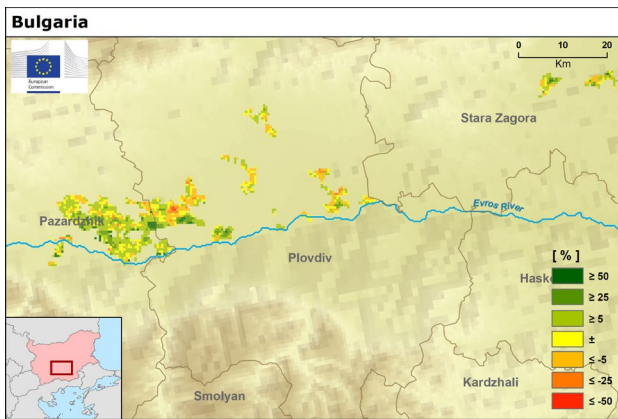 Bulgaria
European
Commission
0 10 20
Km
Stara Zagora
Pazardzhik
Evros River
Plovdiv
[ % ]
Hask
≥ 50
≥ 25
≥ 5
±
≤ -5
≤ -25
≤ -50
Smolyan
Kardzhali